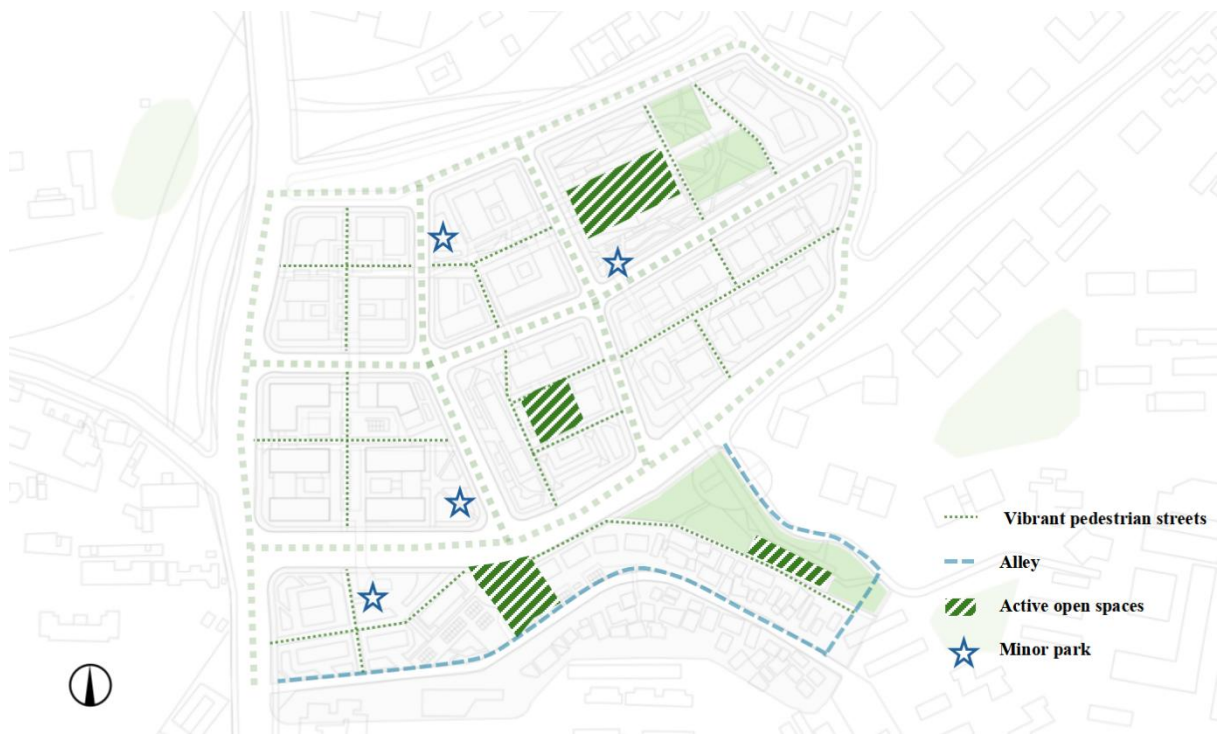 Vibrant pedestrian streets
Alley
Active open spaces
Minor park